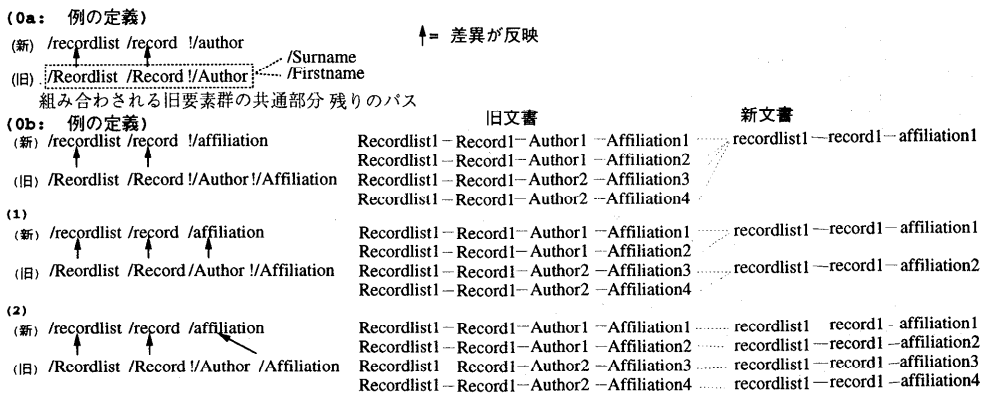 (0a: 例の定義)
(新) /recordlist /record !/author
↑= 差異が反映
(旧) /Reordlist /Record !/Author
/Surname
/Firstname
組み合わされる旧要素群の共通部分 残りのパス
(0b: 例の定義)
旧文書 新文書
(新) /recordlist /record !/affiliation
(旧) /Reordlist /Record !/Author !/Affiliation
Recordlist1 – Record1 – Author1 – Affiliation1 ...... recordlist1 – record1 – affiliation1
Recordlist1 – Record1 – Author1 – Affiliation2
Recordlist1 – Record1 – Author2 – Affiliation3
Recordlist1 – Record1 – Author2 – Affiliation4
(1)
(新) /recordlist /record /affiliation
(旧) /Reordlist /Record /Author !/Affiliation
Recordlist1 – Record1 – Author1 – Affiliation1 ...... recordlist1 – record1 – affiliation1
Recordlist1 – Record1 – Author1 – Affiliation2
Recordlist1 – Record1 – Author2 – Affiliation3 ...... recordlist1 – record1 – affiliation2
Recordlist1 – Record1 – Author2 – Affiliation4
(2)
(新) /recordlist /record /affiliation
(旧) /Reordlist /Record !/Author /Affiliation
Recordlist1 – Record1 – Author1 – Affiliation1 ...... recordlist1 record1 - affiliation1
Recordlist1 – Record1 – Author1 – Affiliation2 ...... recordlist1 – record1 – affiliation2
Recordlist1 Record1 – Author2 – Affiliation3 ...... recordlist1 – record1 – affiliation3
Recordlist1 – Record1 – Author2 – Affiliation4 ...... recordlist1 – record1 – affiliation4